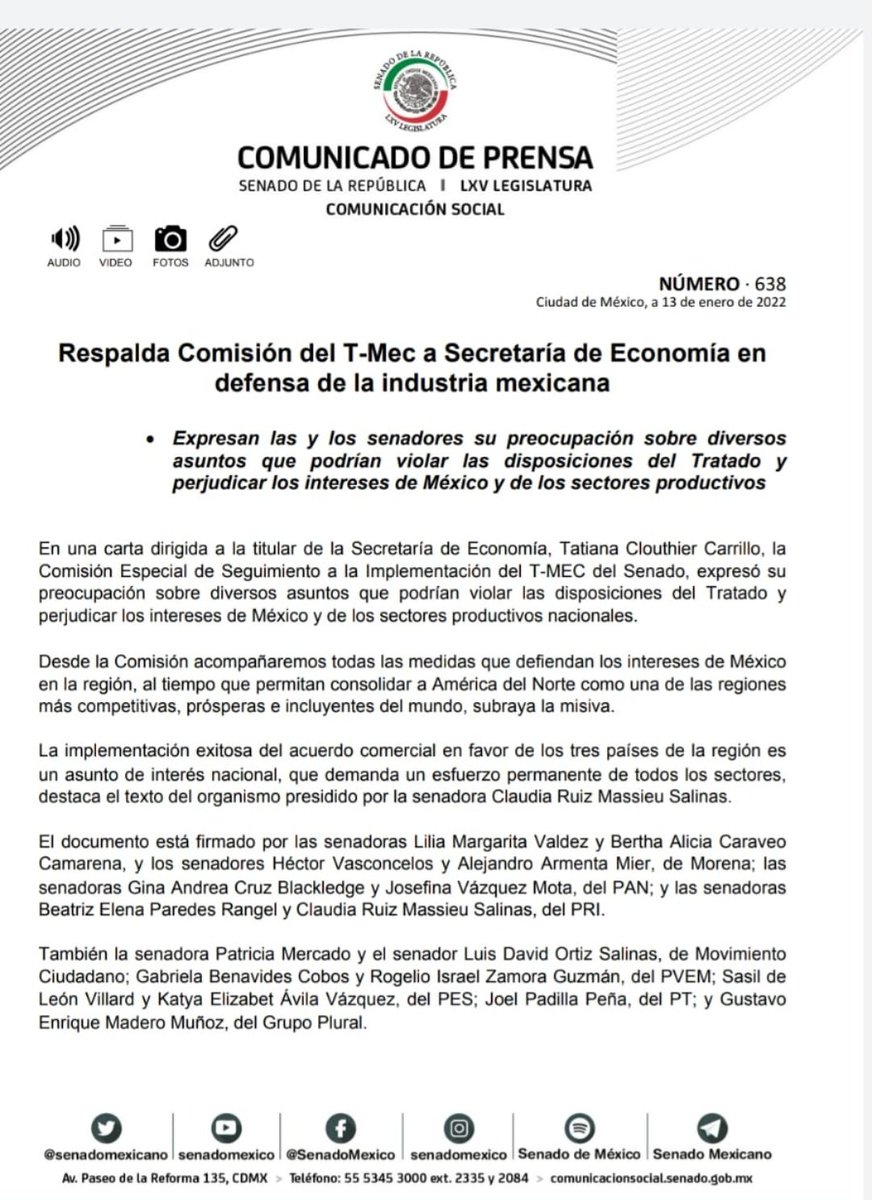 SENADO DE LA REPÚBLICA
LXV LEGISLATURA
COMUNICADO DE PRENSA
SENADO DE LA REPÚBLICA | LXV LEGISLATURA
COMUNICACIÓN SOCIAL
AUDIO VIDEO FOTOS ADJUNTO
NÚMERO · 638
Ciudad de México, a 13 de enero de 2022
Respalda Comisión del T-Mec a Secretaría de Economía en
defensa de la industria mexicana
• Expresan las y los senadores su preocupación sobre diversos
asuntos que podrían violar las disposiciones del Tratado y
perjudicar los intereses de México y de los sectores productivos
En una carta dirigida a la titular de la Secretaría de Economía, Tatiana Clouthier Carrillo, la
Comisión Especial de Seguimiento a la Implementación del T-MEC del Senado, expresó su
preocupación sobre diversos asuntos que podrían violar las disposiciones del Tratado y
perjudicar los intereses de México y de los sectores productivos nacionales.
Desde la Comisión acompañaremos todas las medidas que defiendan los intereses de México
en la región, al tiempo que permitan consolidar a América del Norte como una de las regiones
más competitivas, prósperas e incluyentes del mundo, subraya la misiva.
La implementación exitosa del acuerdo comercial en favor de los tres países de la región es
un asunto de interés nacional, que demanda un esfuerzo permanente de todos los sectores,
destaca el texto del organismo presidido por la senadora Claudia Ruiz Massieu Salinas.
El documento está firmado por las senadoras Lilia Margarita Valdez y Bertha Alicia Caraveo
Camarena, y los senadores Héctor Vasconcelos y Alejandro Armenta Mier, de Morena; las
senadoras Gina Andrea Cruz Blackledge y Josefina Vázquez Mota, del PAN; y las senadoras
Beatriz Elena Paredes Rangel y Claudia Ruiz Massieu Salinas, del PRI.
También la senadora Patricia Mercado y el senador Luis David Ortiz Salinas, de Movimiento
Ciudadano; Gabriela Benavides Cobos y Rogelio Israel Zamora Guzmán, del PVEM; Sasil de
León Villard y Katya Elizabet Ávila Vázquez, del PES; Joel Padilla Peña, del PT; y Gustavo
Enrique Madero Muñoz, del Grupo Plural.
@senadomexicano senadomexico @SenadoMexico senadomexico Senado de México Senado Mexicano
Av. Paseo de la Reforma 135, CDMX > Teléfono: 55 5345 3000 ext. 2335 y 2084 > comunicacionsocial.senado.gob.mx